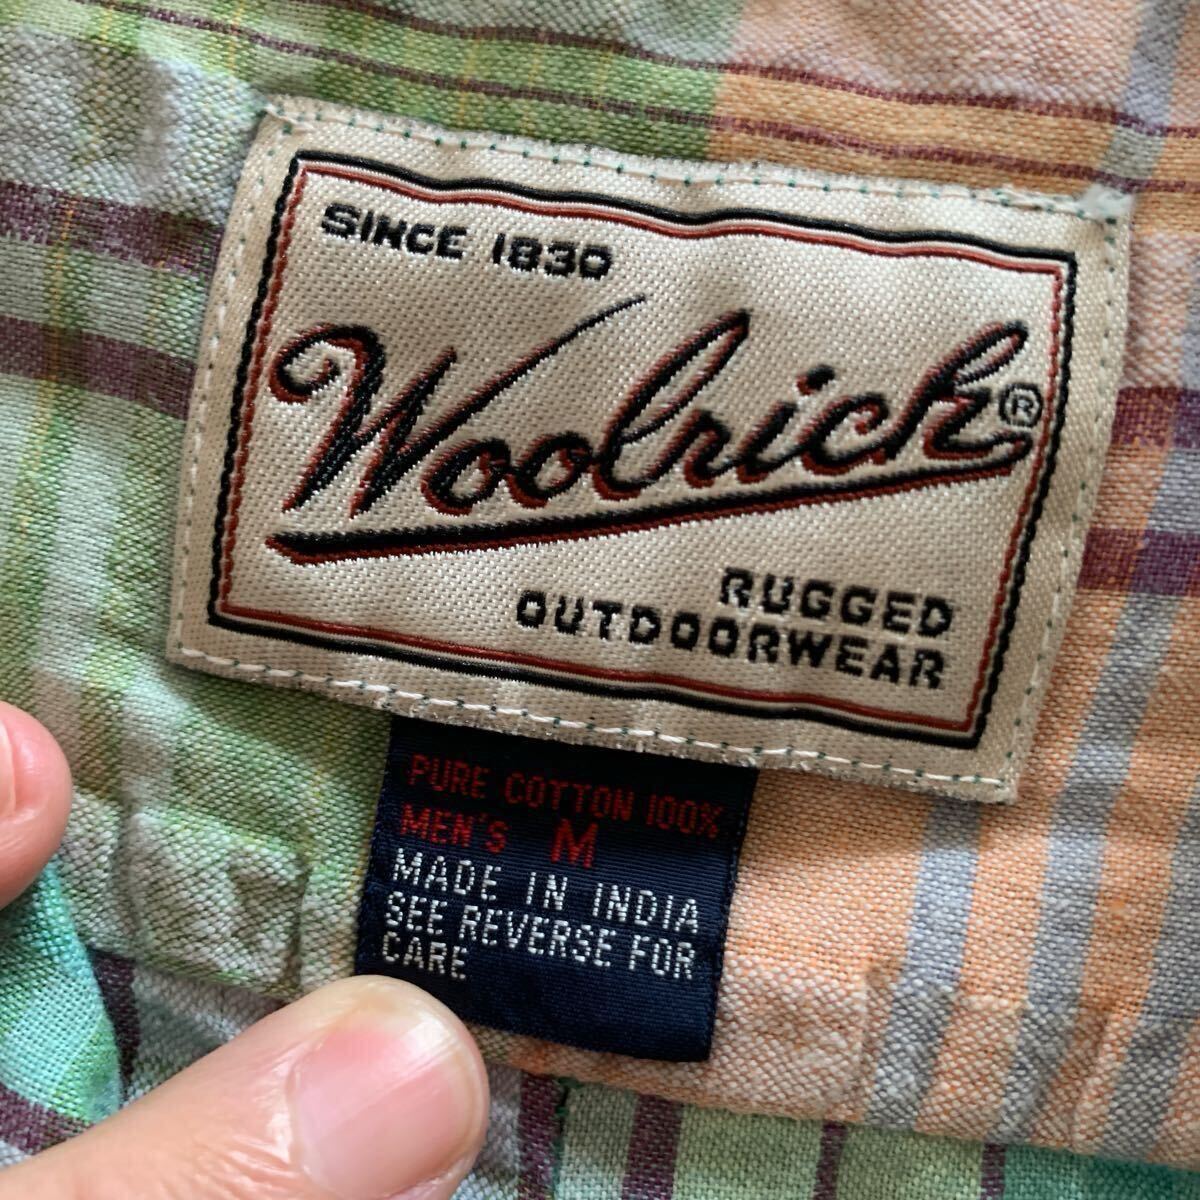 SINCE 1830
Woolrich®
RUGGED
OUTDOORWEAR
PURE COTTON 100%
MEN'S M
MADE IN INDIA
SEE REVERSE FOR
CARE